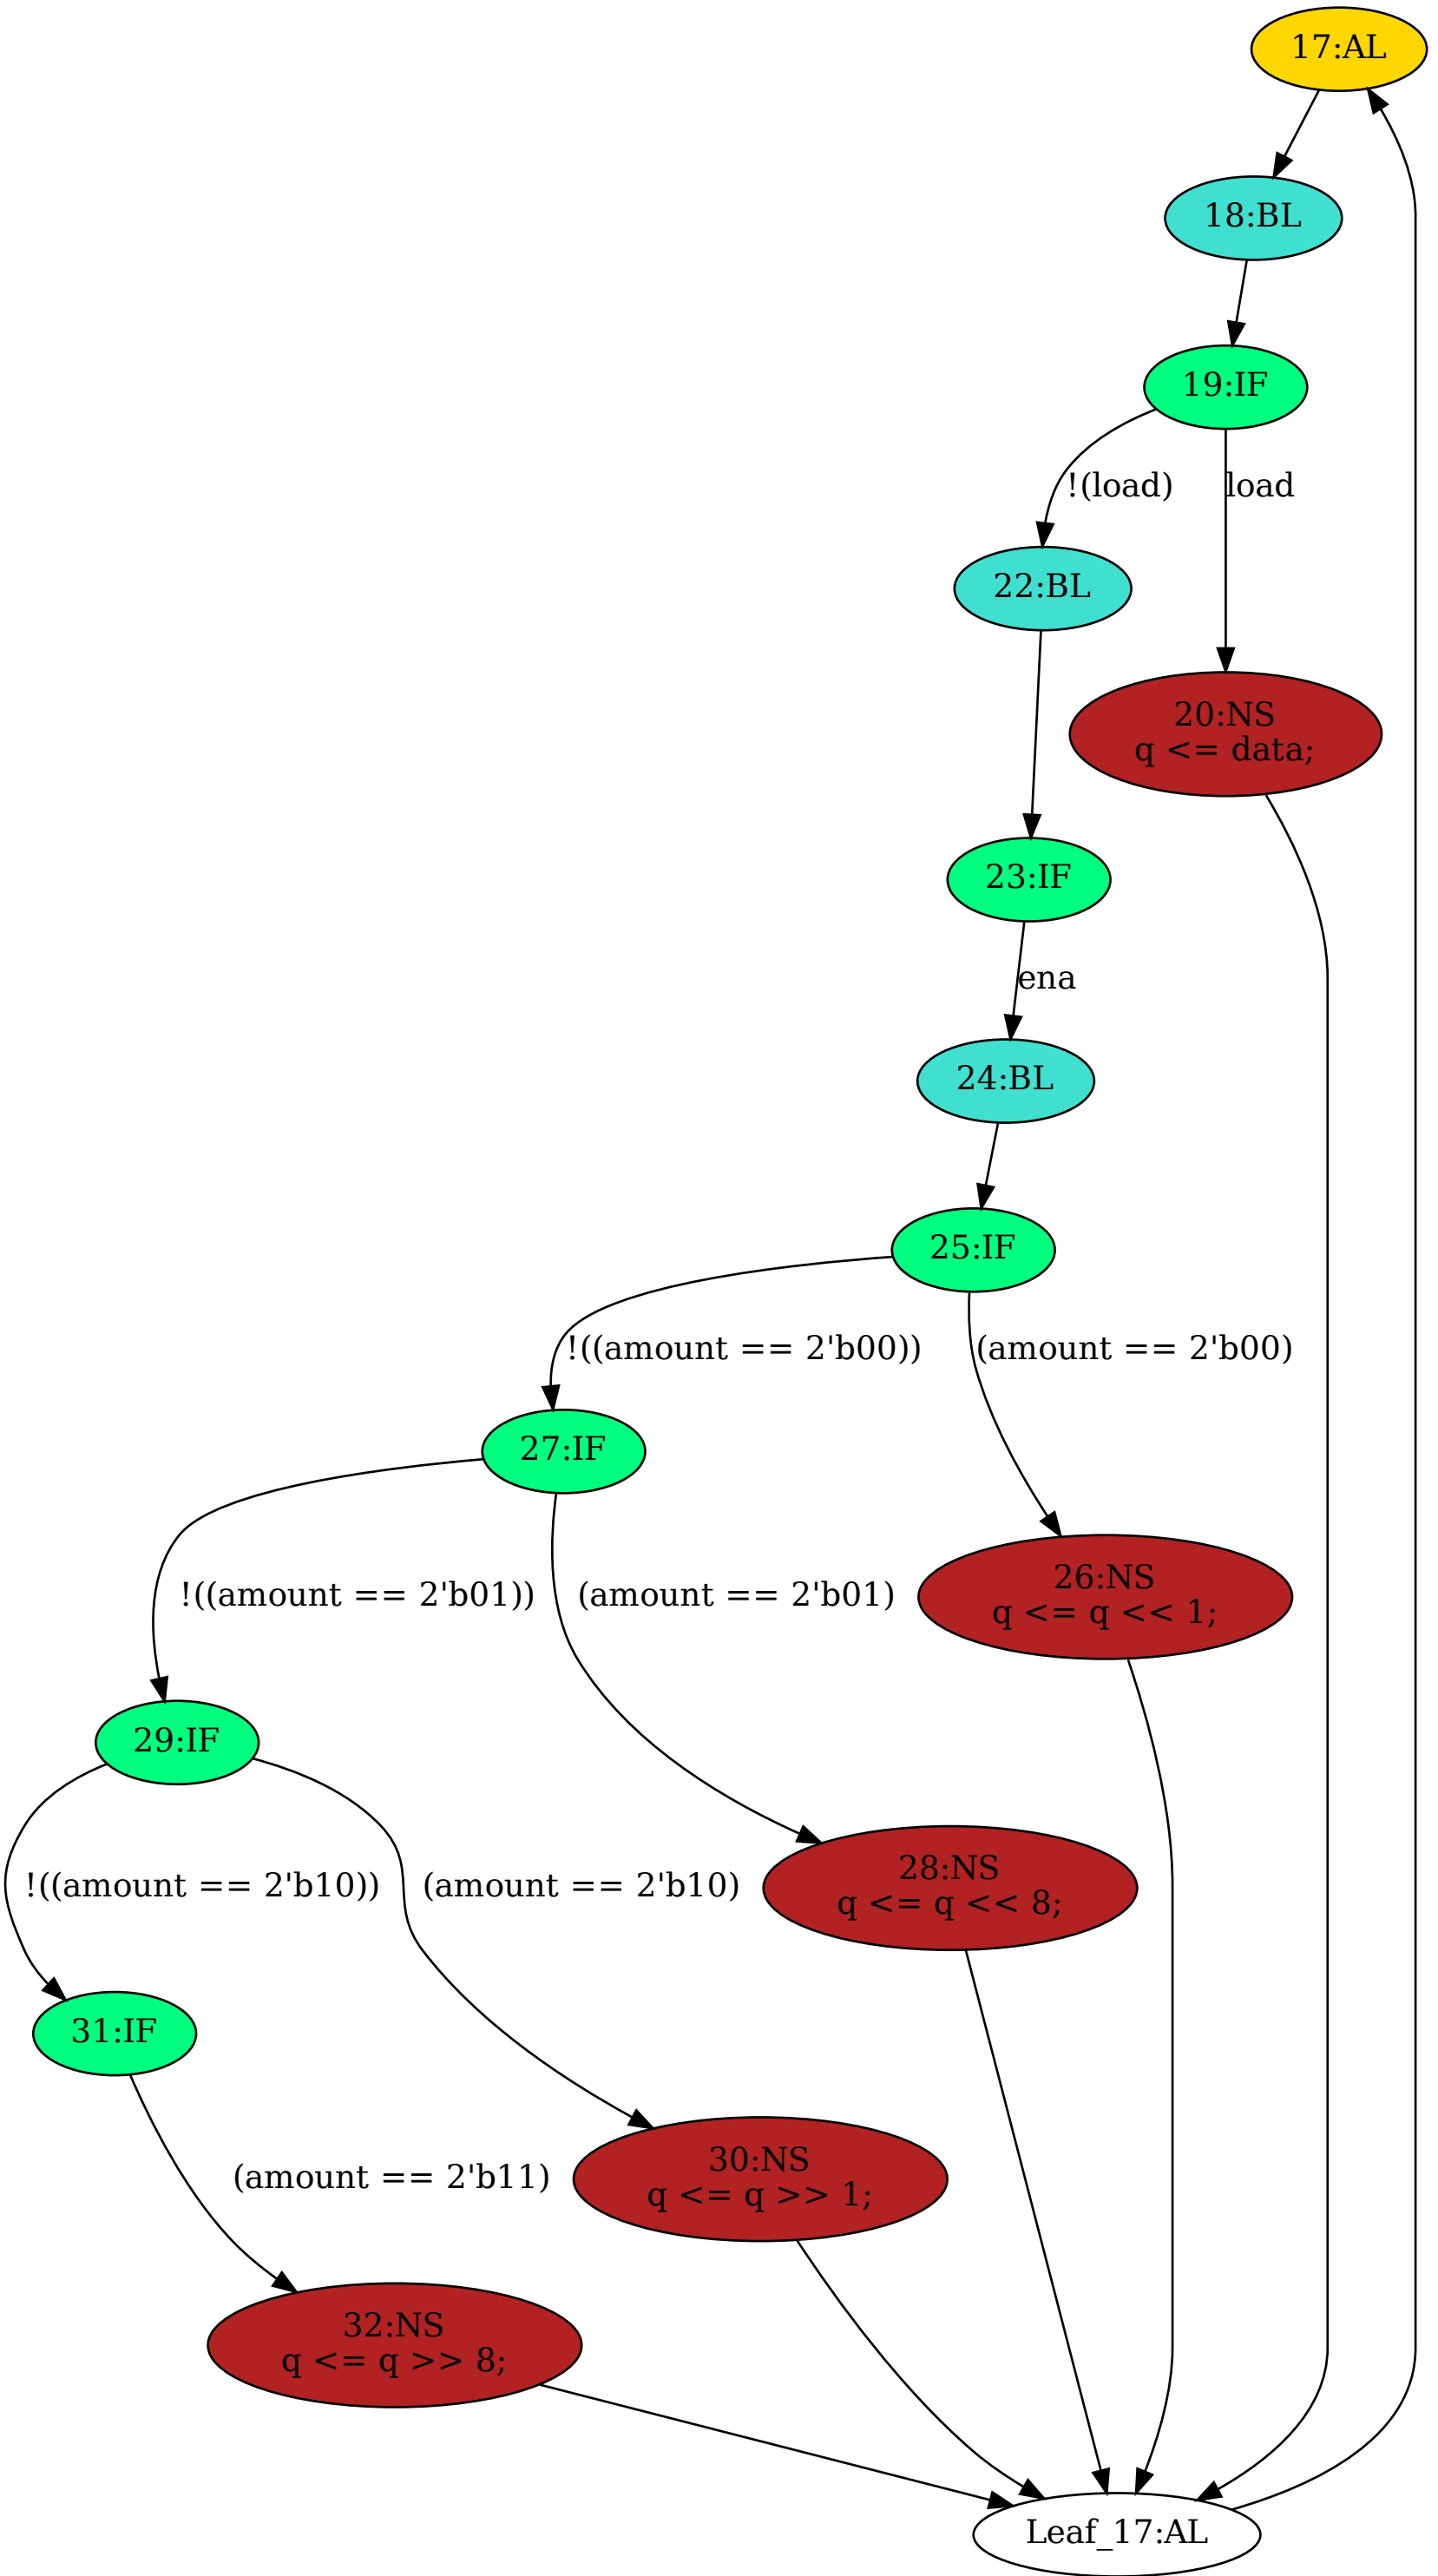 17:AL
18:BL
19:IF
!(load)
load
22:BL
20:NS
q <= data;
23:IF
ena
24:BL
25:IF
!((amount == 2'b00))
(amount == 2'b00)
27:IF
!((amount == 2'b01))
(amount == 2'b01)
26:NS
q <= q << 1;
29:IF
!((amount == 2'b10))
(amount == 2'b10)
28:NS
q <= q << 8;
31:IF
(amount == 2'b11)
30:NS
q <= q >> 1;
32:NS
q <= q >> 8;
Leaf_17:AL